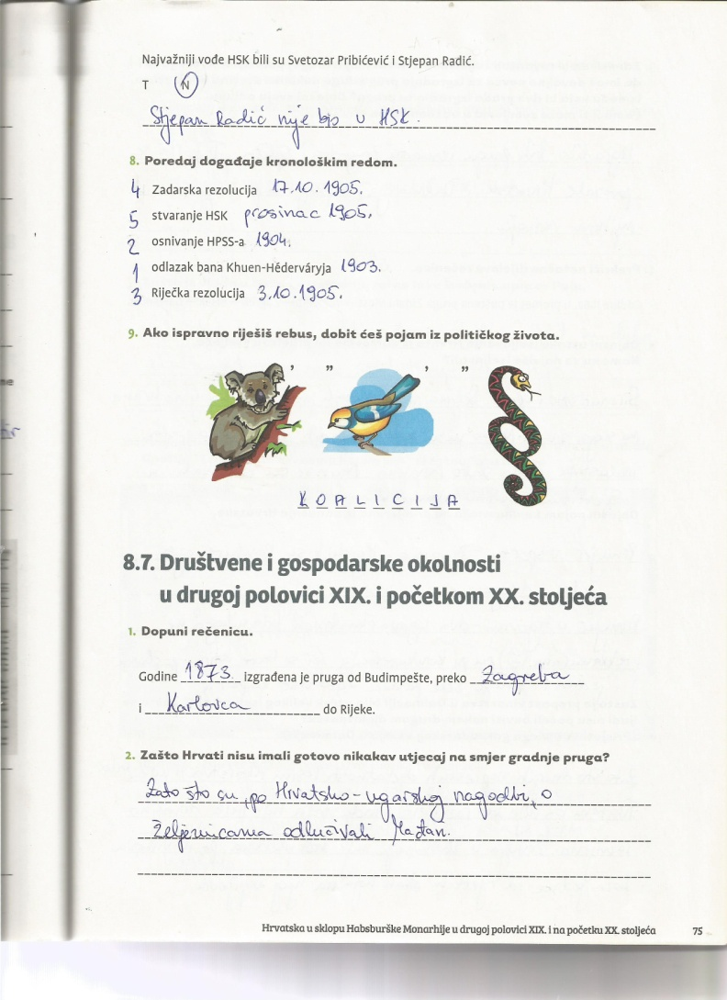 Najvažniji vođe HSK bili su Svetozar Pribićević i Stjepan Radić.
T N
Stjepan Radić nije bio u HSK.
8. Poredaj događaje kronološkim redom.
4 Zadarska rezolucija 17.10.1905.
5 stvaranje HSK prosinac 1905.
2 osnivanje HPSS-a 1904.
1 odlazak bana Khuen-Héderváryja 1903.
3 Riječka rezolucija 3.10.1905.
9. Ako ispravno riješiš rebus, dobit ćeš pojam iz političkog života.
, „ , „
K O A L I C I J A
8.7. Društvene i gospodarske okolnosti
u drugoj polovici XIX. i početkom XX. stoljeća
1. Dopuni rečenicu.
Godine 1873. izgrađena je pruga od Budimpešte, preko Zagreba
i Karlovca do Rijeke.
2. Zašto Hrvati nisu imali gotovo nikakav utjecaj na smjer gradnje pruga?
Zato što su, po Hrvatsko-ugarskoj nagodbi, o
željeznicama odlučivali Mađari.
Hrvatska u sklopu Habsburške Monarhije u drugoj polovici XIX. i na početku XX. stoljeća 75